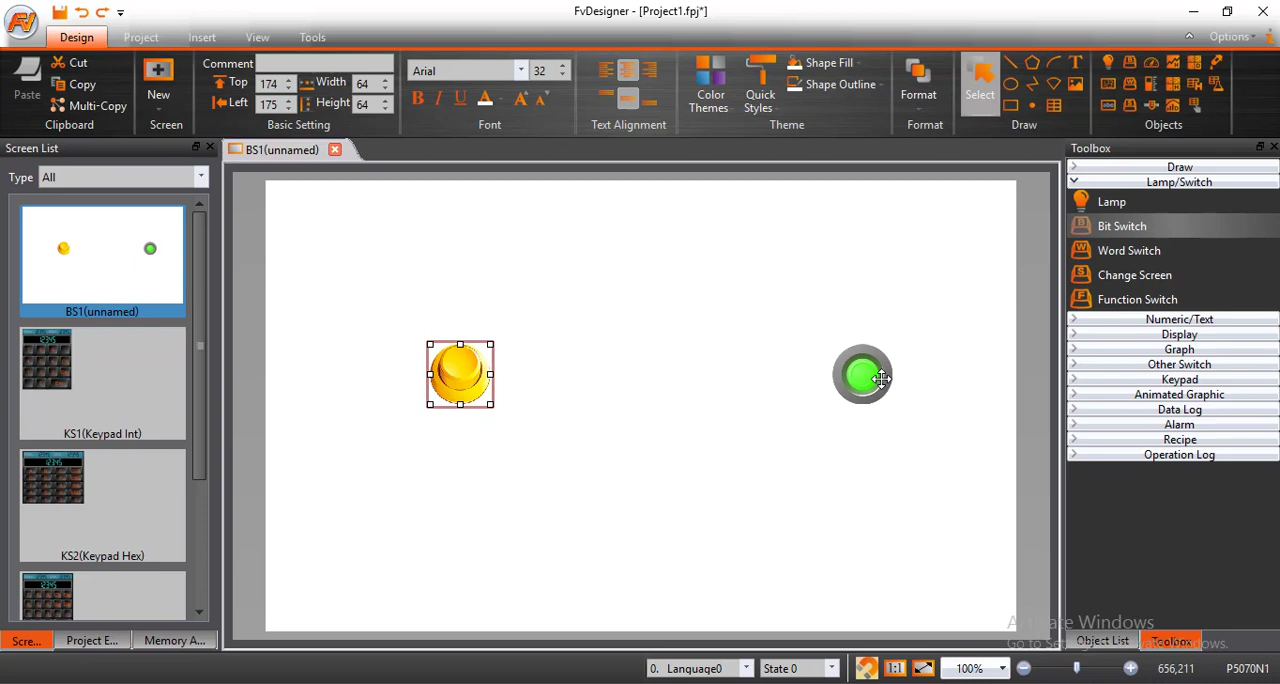 FvDesigner - [Project1.fpj*]
Design Project Insert View Tools Options
Paste Cut Copy Multi-Copy Clipboard
New Screen
Comment
Top 174 Width 64
Left 175 Height 64
Basic Setting
Arial 32
B I U A A A
Font
Text Alignment
Color Themes Quick Styles Shape Fill Shape Outline Theme
Format Format
Select Draw
Objects
Screen List
Type All
BS1(unnamed)
KS1(Keypad Int)
KS2(Keypad Hex)
Scre... Project E... Memory A...
BS1(unnamed)
Toolbox
Draw
Lamp/Switch
Lamp
Bit Switch
Word Switch
Change Screen
Function Switch
Numeric/Text
Display
Graph
Other Switch
Keypad
Animated Graphic
Data Log
Alarm
Recipe
Operation Log
Activate Windows
Object List Toolbox
0. Language0 State 0 1:1 100% 656,211 P5070N1